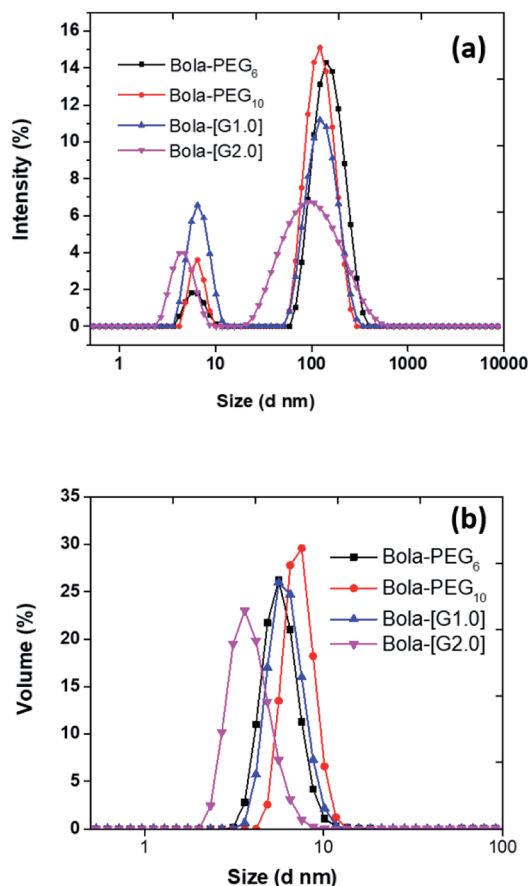 (a)
Bola-PEG₆
Bola-PEG₁₀
Bola-[G1.0]
Bola-[G2.0]
Intensity (%)
16
14
12
10
8
6
4
2
0
1 10 100 1000 10000
Size (d nm)
(b)
Bola-PEG₆
Bola-PEG₁₀
Bola-[G1.0]
Bola-[G2.0]
Volume (%)
35
30
25
20
15
10
5
0
1 10 100
Size (d nm)